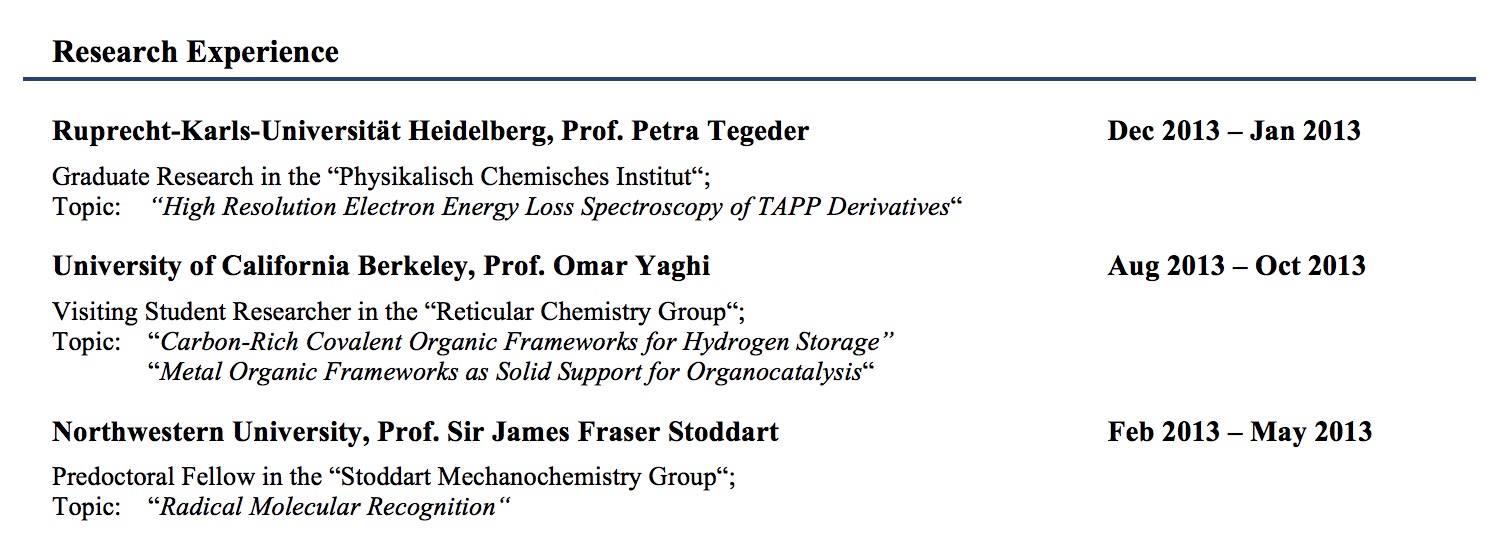 Research Experience
Ruprecht-Karls-Universität Heidelberg, Prof. Petra Tegeder Dec 2013 – Jan 2013
Graduate Research in the “Physikalisch Chemisches Institut“;
Topic: “High Resolution Electron Energy Loss Spectroscopy of TAPP Derivatives“
University of California Berkeley, Prof. Omar Yaghi Aug 2013 – Oct 2013
Visiting Student Researcher in the “Reticular Chemistry Group“;
Topic: “Carbon-Rich Covalent Organic Frameworks for Hydrogen Storage”
“Metal Organic Frameworks as Solid Support for Organocatalysis“
Northwestern University, Prof. Sir James Fraser Stoddart Feb 2013 – May 2013
Predoctoral Fellow in the “Stoddart Mechanochemistry Group“;
Topic: “Radical Molecular Recognition“